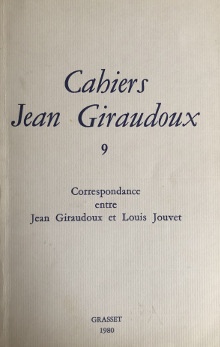 Cahiers
Jean Giraudoux
9
Correspondance
entre
Jean Giraudoux et Louis Jouvet
GRASSET
1980